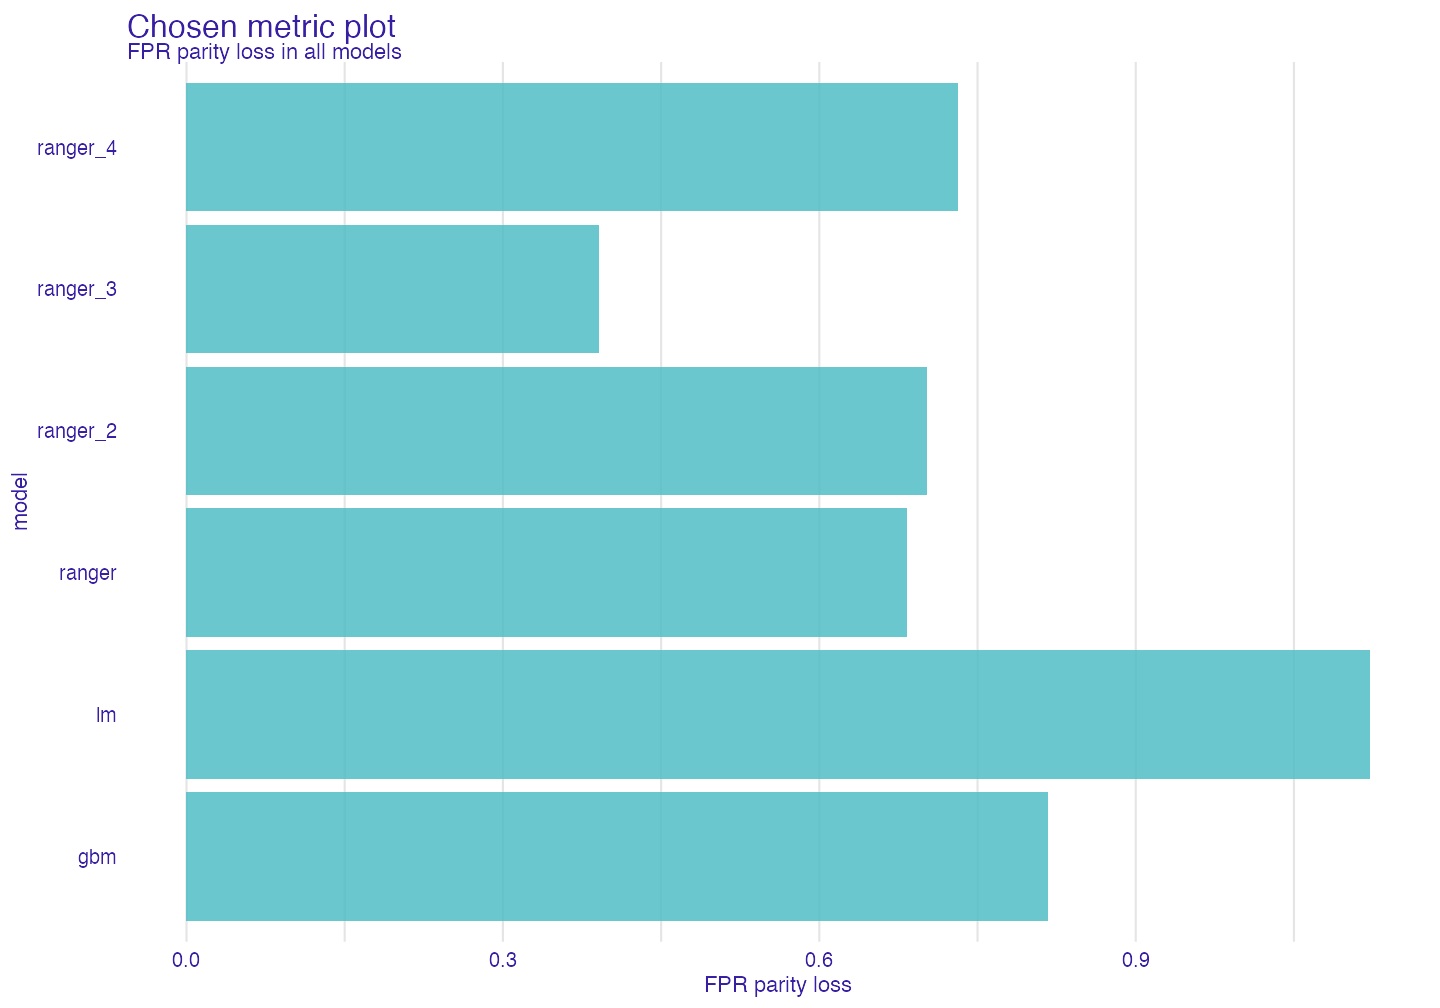 Chosen metric plot
FPR parity loss in all models
ranger_4
ranger_3
ranger_2
ranger
lm
gbm
model
0.0 0.3 0.6 0.9
FPR parity loss